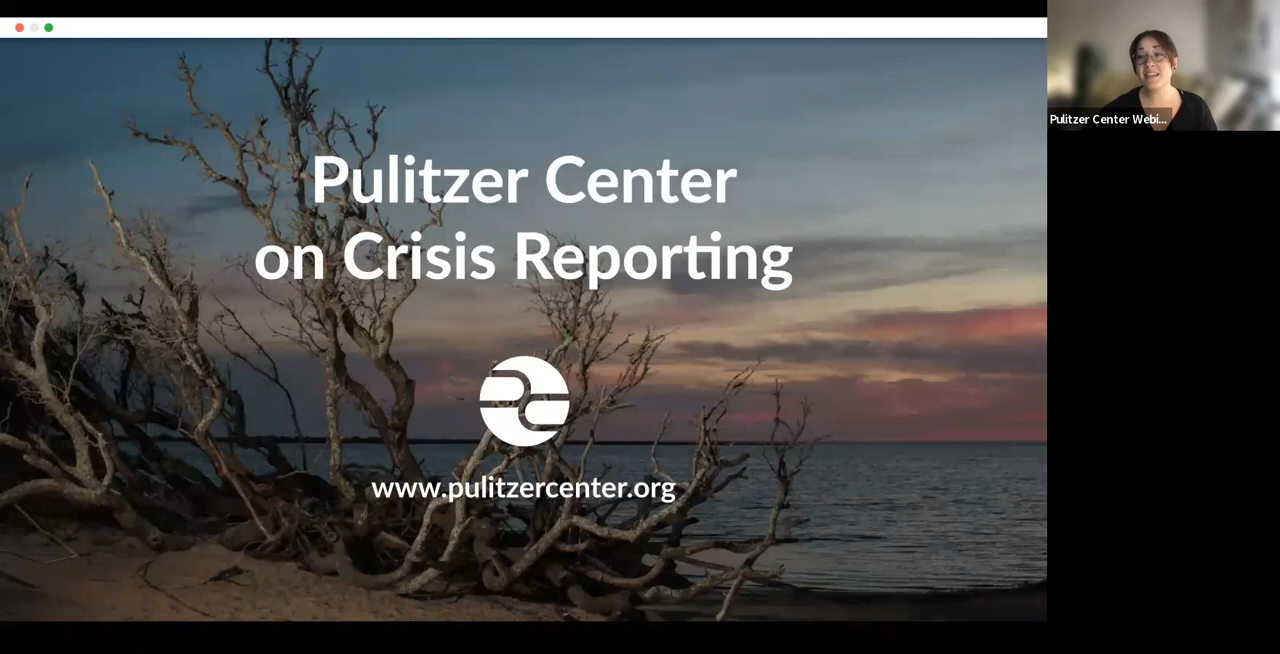 Pulitzer Center
on Crisis Reporting
www.pulitzercenter.org
Pulitzer Center Webi...